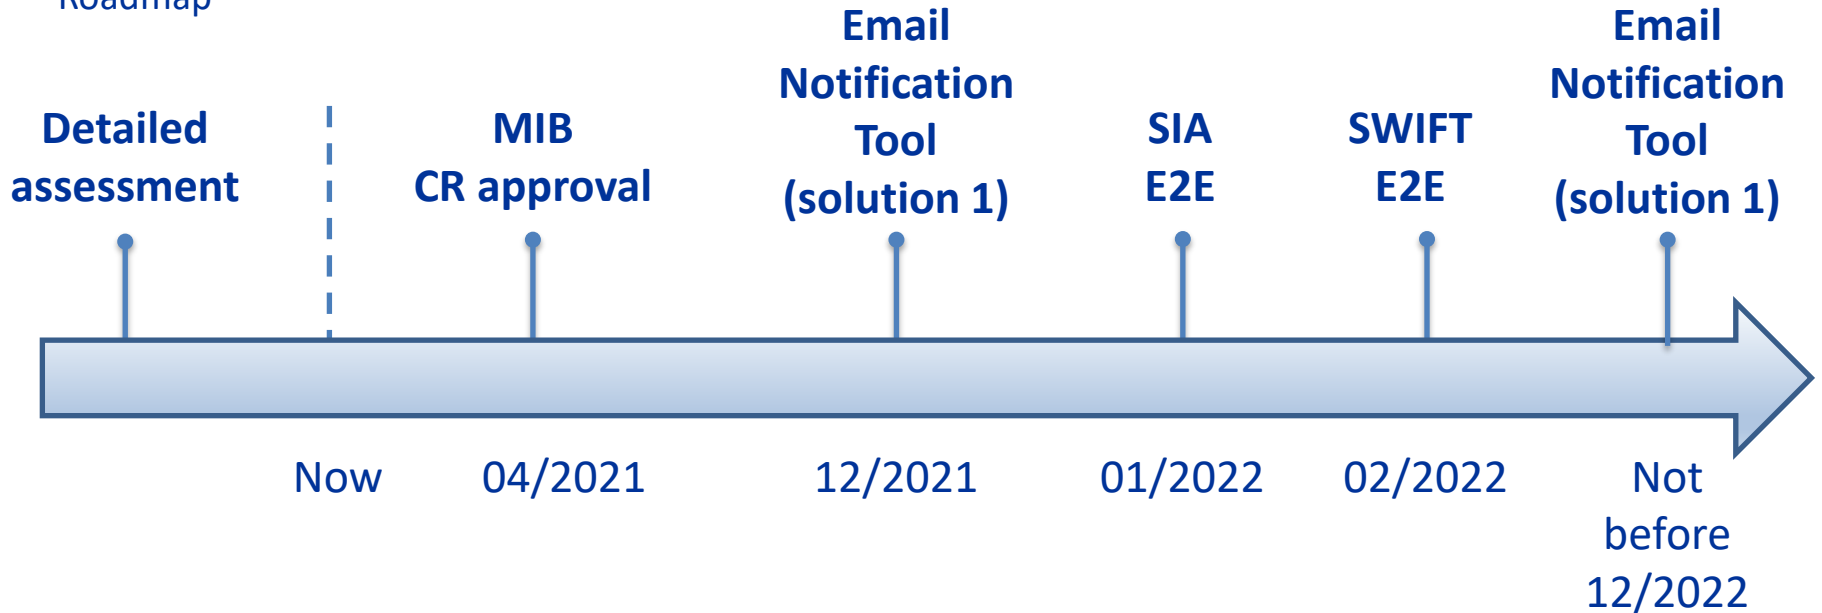 Roadmap
Detailed
assessment
MIB
CR approval
Email
Notification
Tool
(solution 1)
SIA
E2E
SWIFT
E2E
Email
Notification
Tool
(solution 1)
Now
04/2021
12/2021
01/2022
02/2022
Not
before
12/2022